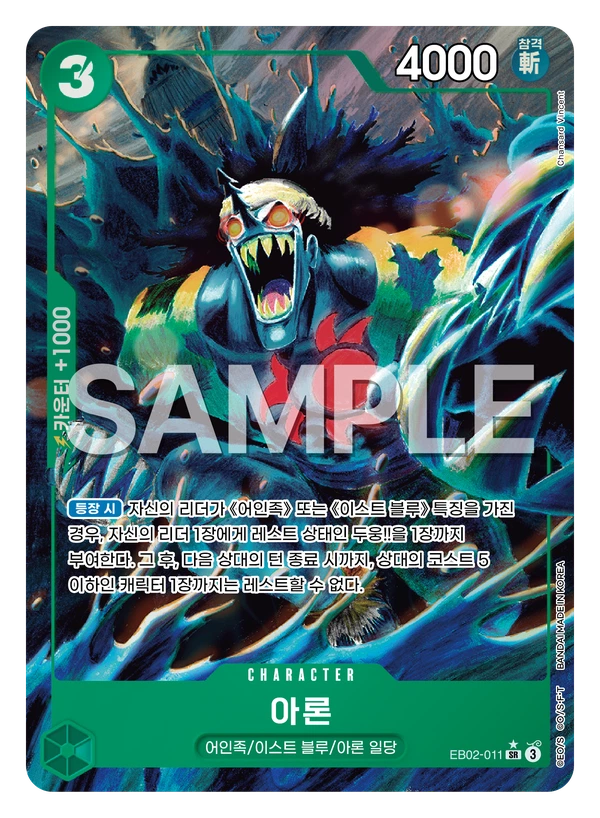 3
4000
참격
斬
Chansard Vincent
카운터 +1000
SAMPLE
등장 시 자신의 리더가 《어인족》 또는 《이스트 블루》 특징을 가진
경우, 자신의 리더 1장에게 레스트 상태인 두웅!!을 1장까지
부여한다. 그 후, 다음 상대의 턴 종료 시까지, 상대의 코스트 5
이하인 캐릭터 1장까지는 레스트할 수 없다.
CHARACTER
아론
어인족/이스트 블루/아론 일당
EB02-011 SR 3
©EO/S ©O/S·F·T BANDAI MADE IN KOREA